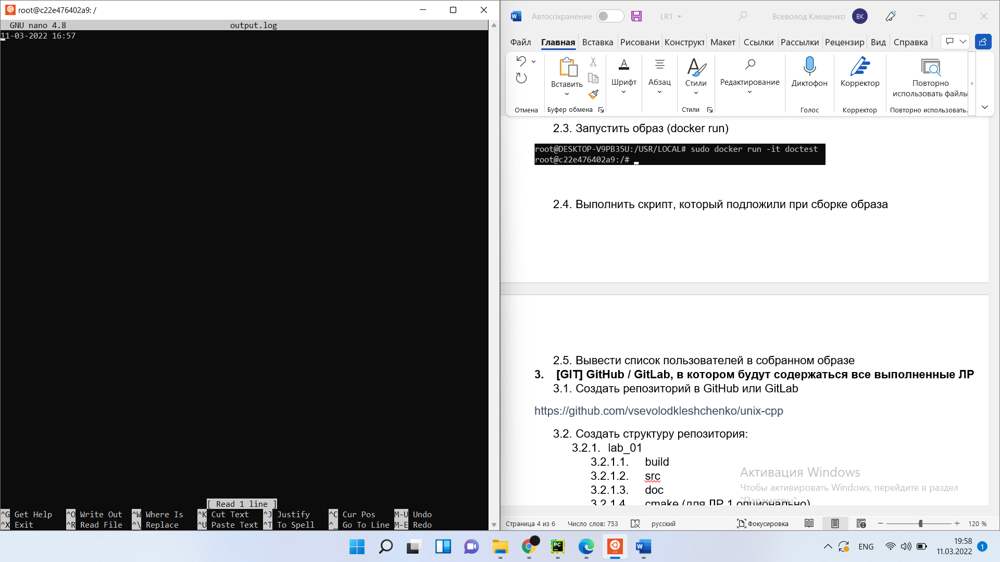 root@c22e476402a9: /
GNU nano 4.8 output.log
11-03-2022 16:57
[ Read 1 line ]
^G Get Help ^O Write Out ^W Where Is ^K Cut Text ^J Justify ^C Cur Pos M-U Undo
^X Exit ^R Read File ^\ Replace ^U Paste Text ^T To Spell ^_ Go To Line M-E Redo
Автосохранение LR1 Всеволод Клещенко ВК
Файл Главная Вставка Рисовани Конструкт Макет Ссылки Рассылки Рецензир Вид Справка
Вставить Шрифт Абзац Стили Редактирование Диктофон Корректор Повторно использовать файлы
Отмена Буфер обмена Стили Голос Корректор Повторно использовать.
2.3. Запустить образ (docker run)
root@DESKTOP-V9PB35U:/USR/LOCAL# sudo docker run -it doctest
root@c22e476402a9:/#
2.4. Выполнить скрипт, который подложили при сборке образа
2.5. Вывести список пользователей в собранном образе
3. [GIT] GitHub / GitLab, в котором будут содержаться все выполненные ЛР
3.1. Создать репозиторий в GitHub или GitLab
https://github.com/vsevolodkleshchenko/unix-cpp
3.2. Создать структуру репозитория:
3.2.1. lab_01
3.2.1.1. build
3.2.1.2. src
3.2.1.3. doc
3.2.1.4. cmake (для ЛР 1 опционально)
Активация Windows
Чтобы активировать Windows, перейдите в раздел
"Параметры"
Страница 4 из 6 Число слов: 753 русский Фокусировка 120 %
PC W ENG 19:58
11.03.2022 1